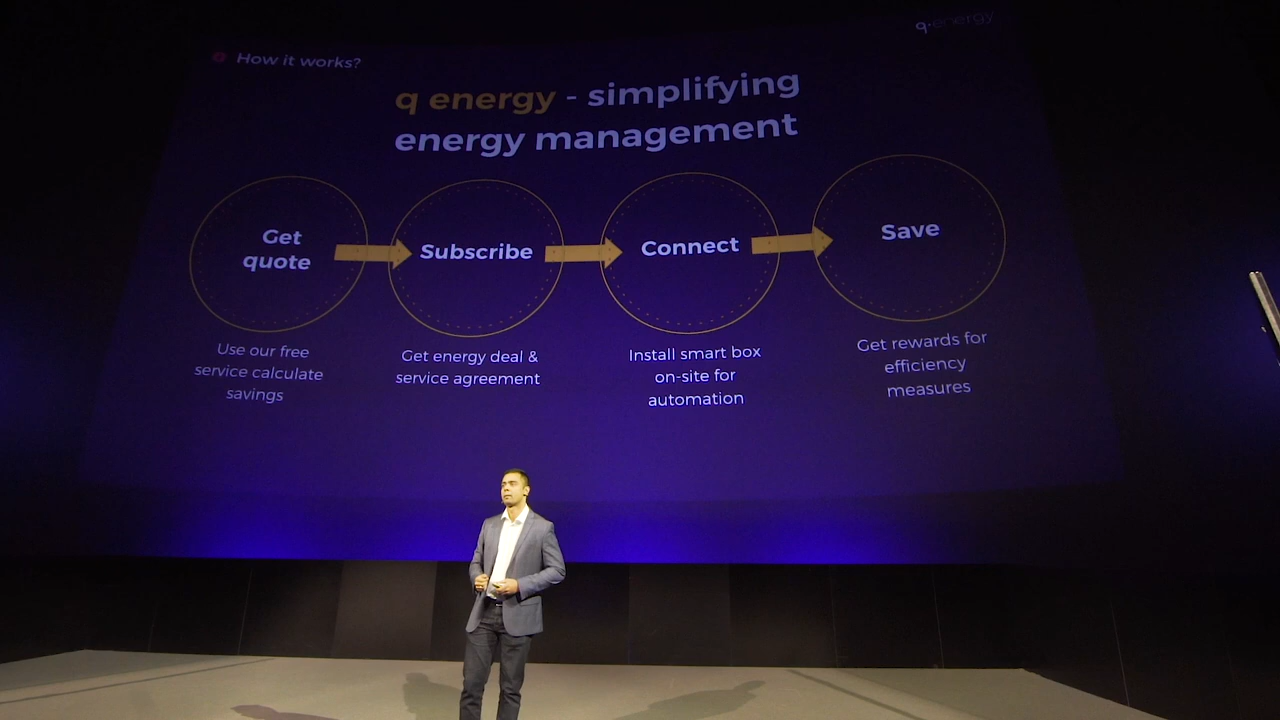 q·energy
How it works?
q energy - simplifying
energy management
Get
quote
Subscribe
Connect
Save
Use our free
service calculate
savings
Get energy deal &
service agreement
Install smart box
on-site for
automation
Get rewards for
efficiency
measures